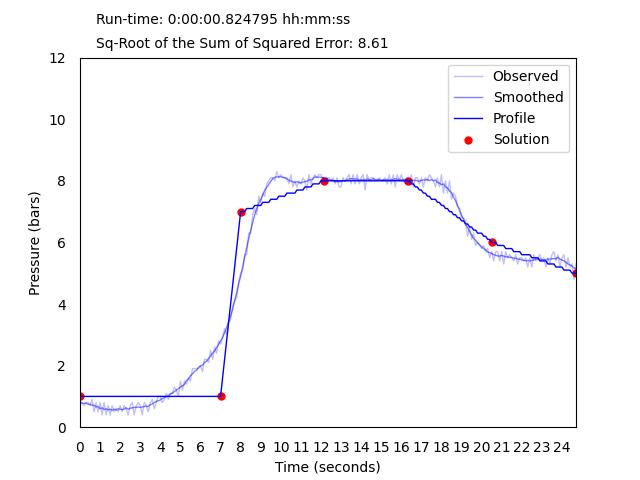 Run-time: 0:00:00.824795 hh:mm:ss
Sq-Root of the Sum of Squared Error: 8.61
12
10
8
6
4
2
0
Pressure (bars)
Observed
Smoothed
Profile
Solution
0 1 2 3 4 5 6 7 8 9 10 11 12 13 14 15 16 17 18 19 20 21 22 23 24
Time (seconds)